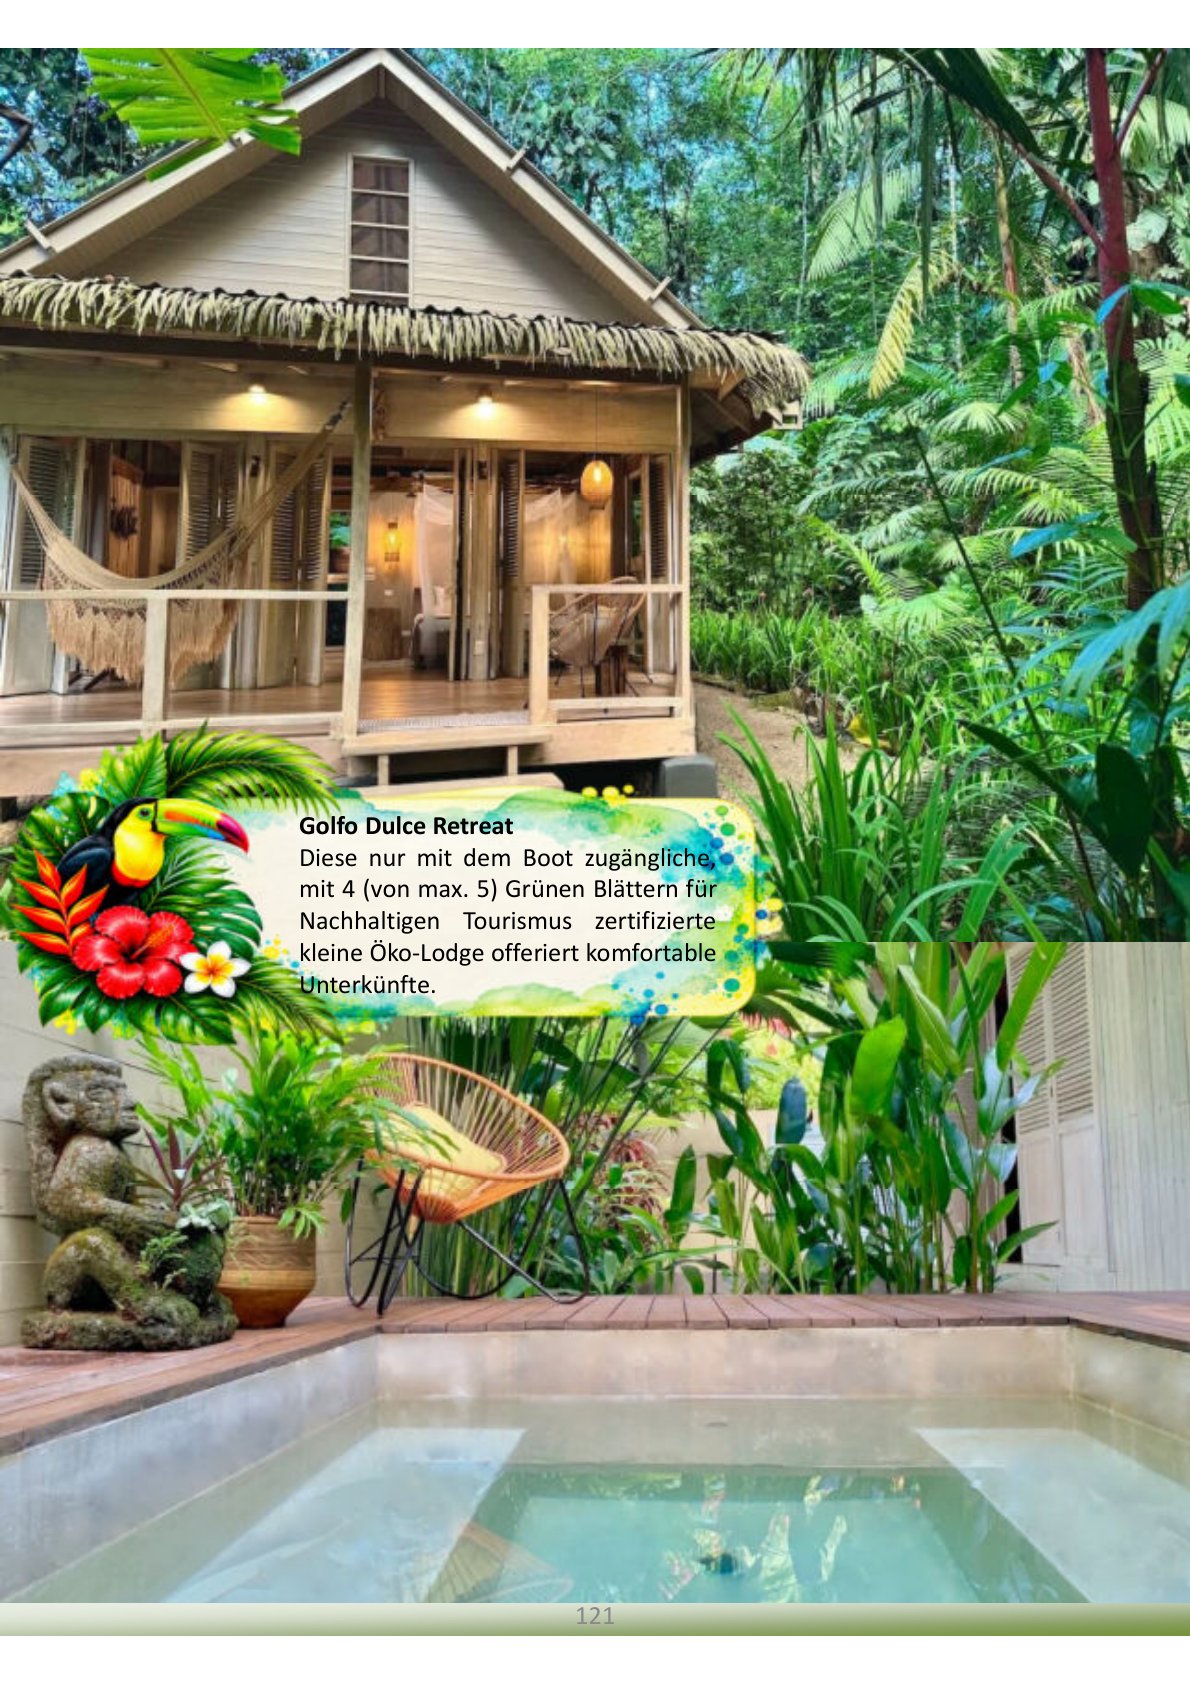 Golfo Dulce Retreat
Diese nur mit dem Boot zugängliche,
mit 4 (von max. 5) Grünen Blättern für
Nachhaltigen Tourismus zertifizierte
kleine Öko-Lodge offeriert komfortable
Unterkünfte.
121